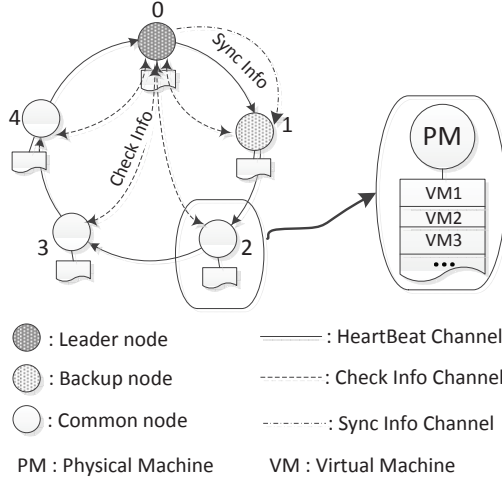 0
Sync Info
4
1
Check Info
3
2
PM
VM1
VM2
VM3
...
: Leader node
: HeartBeat Channel
: Backup node
: Check Info Channel
: Common node
: Sync Info Channel
PM : Physical Machine
VM : Virtual Machine